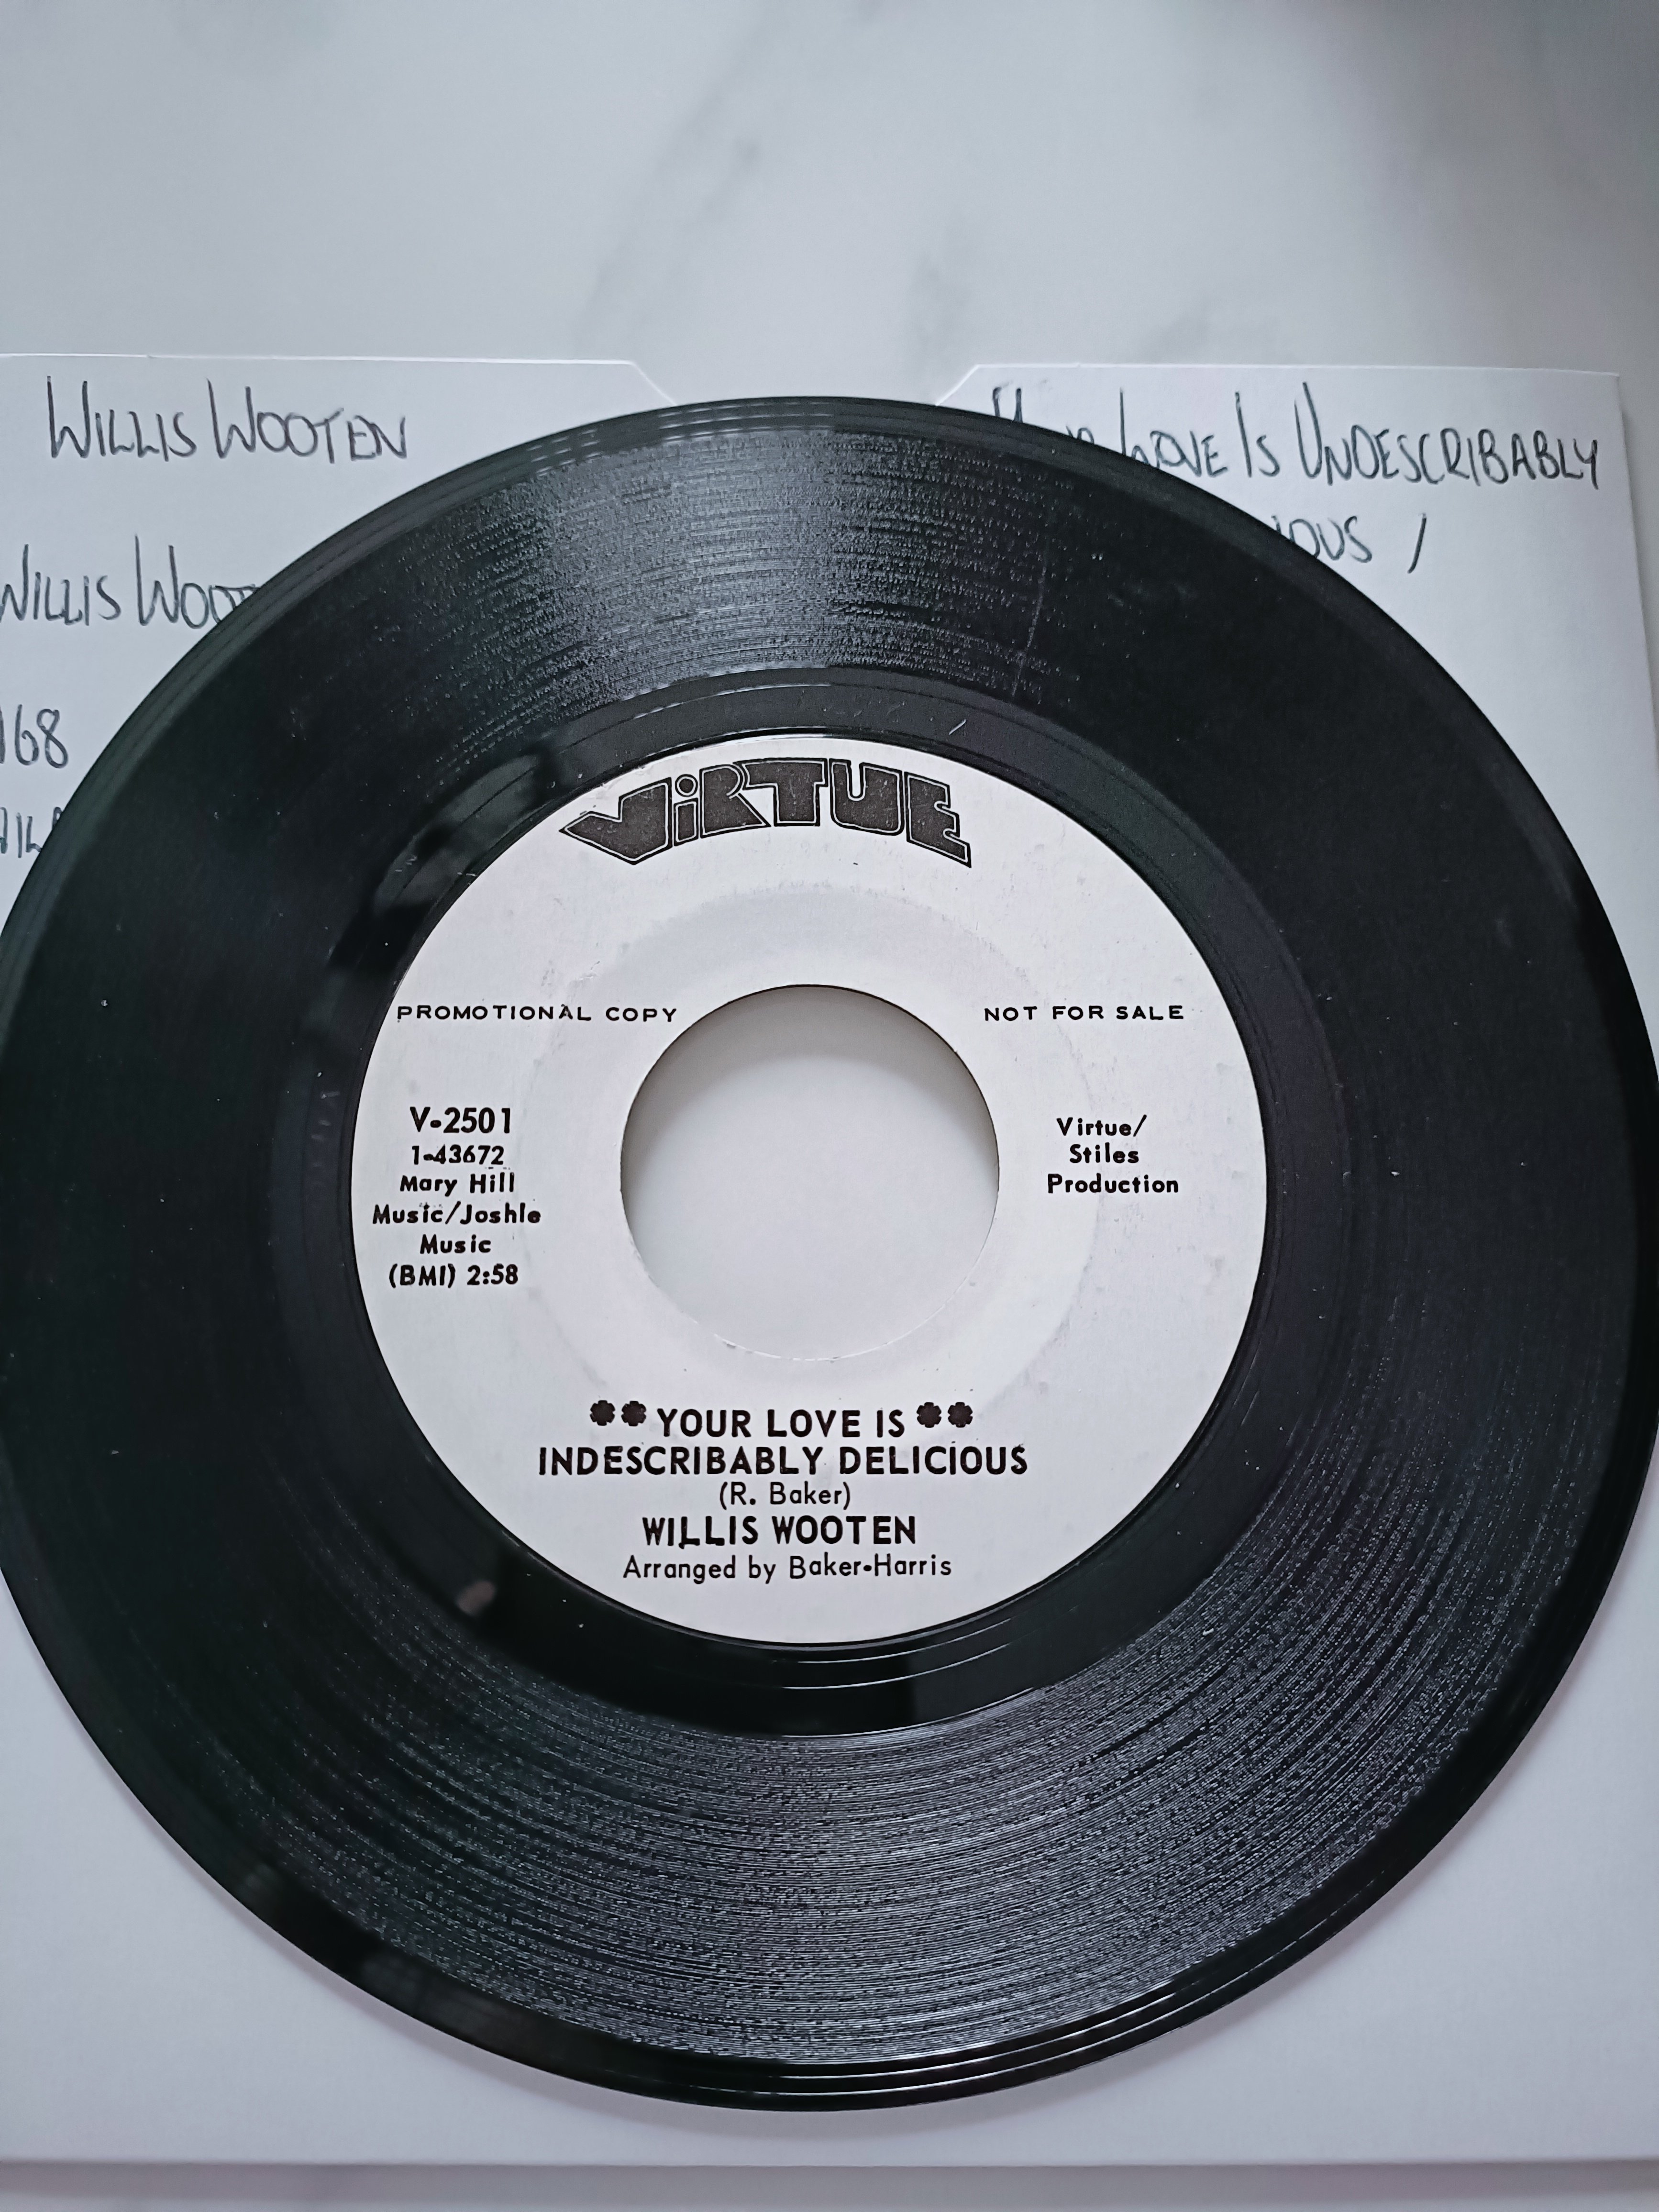 WILLIS WOOTEN
LOVE IS UNDESCRIBABLY
/
WILLIS
VIRTUE
PROMOTIONAL COPY NOT FOR SALE
V-2501
1-43672
Mary Hill
Music/Joshie
Music
(BMI) 2:58
Virtue/
Stiles
Production
** YOUR LOVE IS **
INDESCRIBABLY DELICIOUS
(R. Baker)
WILLIS WOOTEN
Arranged by Baker-Harris